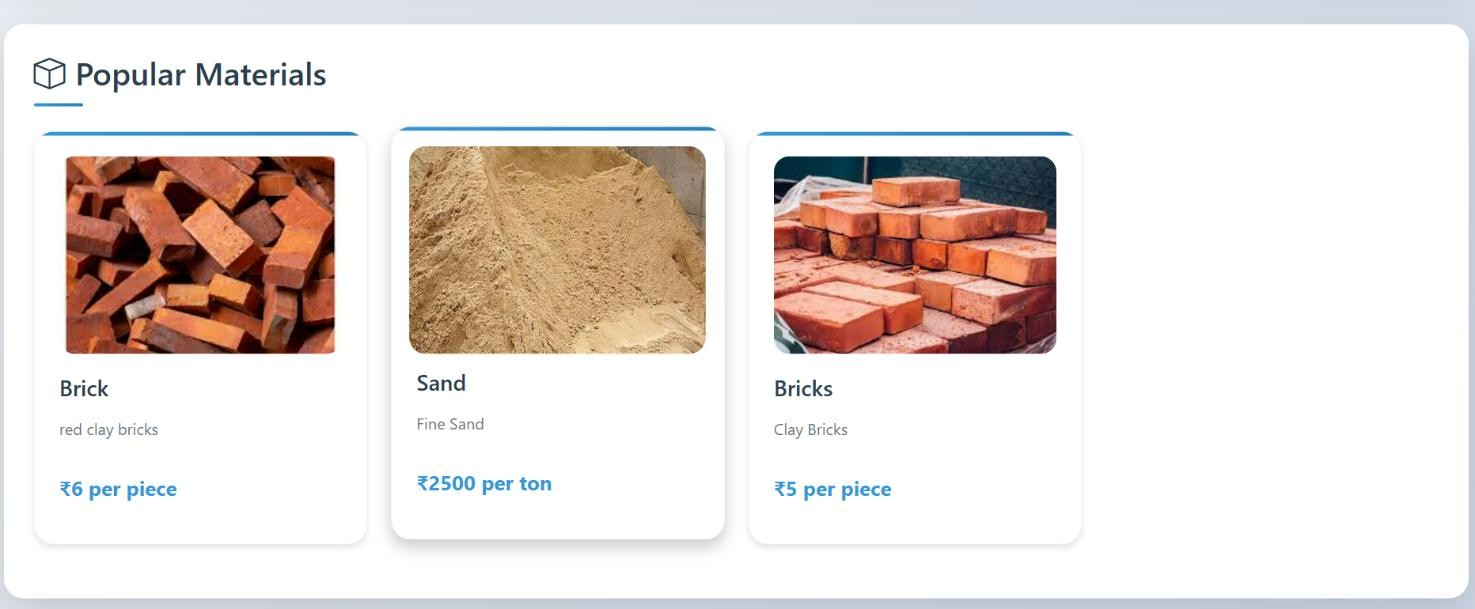 Popular Materials
Brick
red clay bricks
₹6 per piece
Sand
Fine Sand
₹2500 per ton
Bricks
Clay Bricks
₹5 per piece